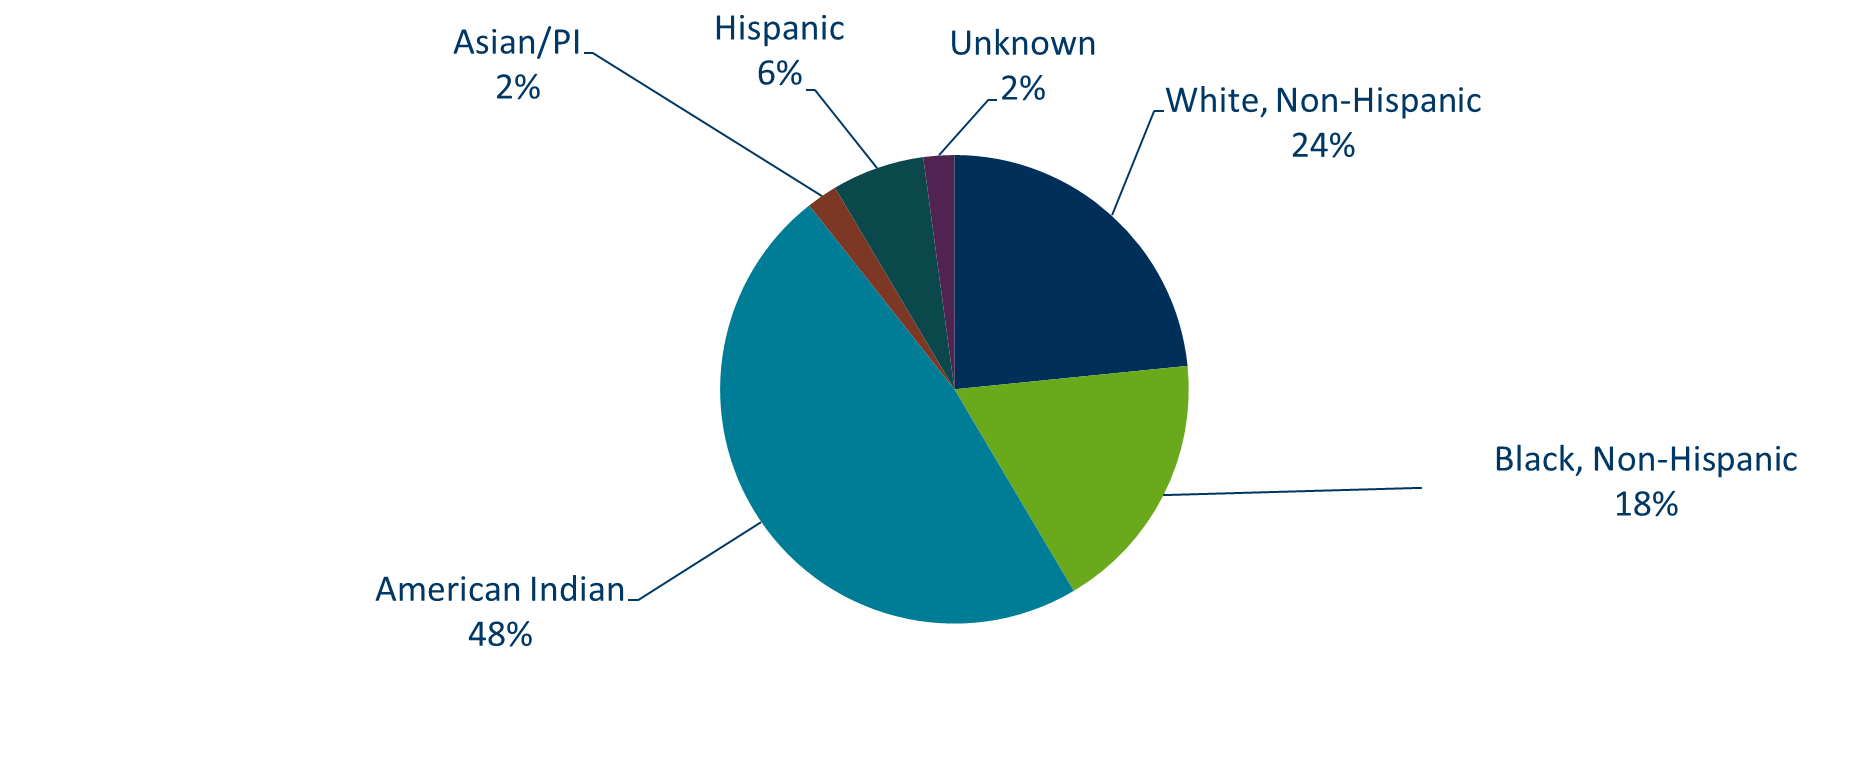 Asian/PI
2%
Hispanic
6%
Unknown
2%
White, Non-Hispanic
24%
Black, Non-Hispanic
18%
American Indian
48%